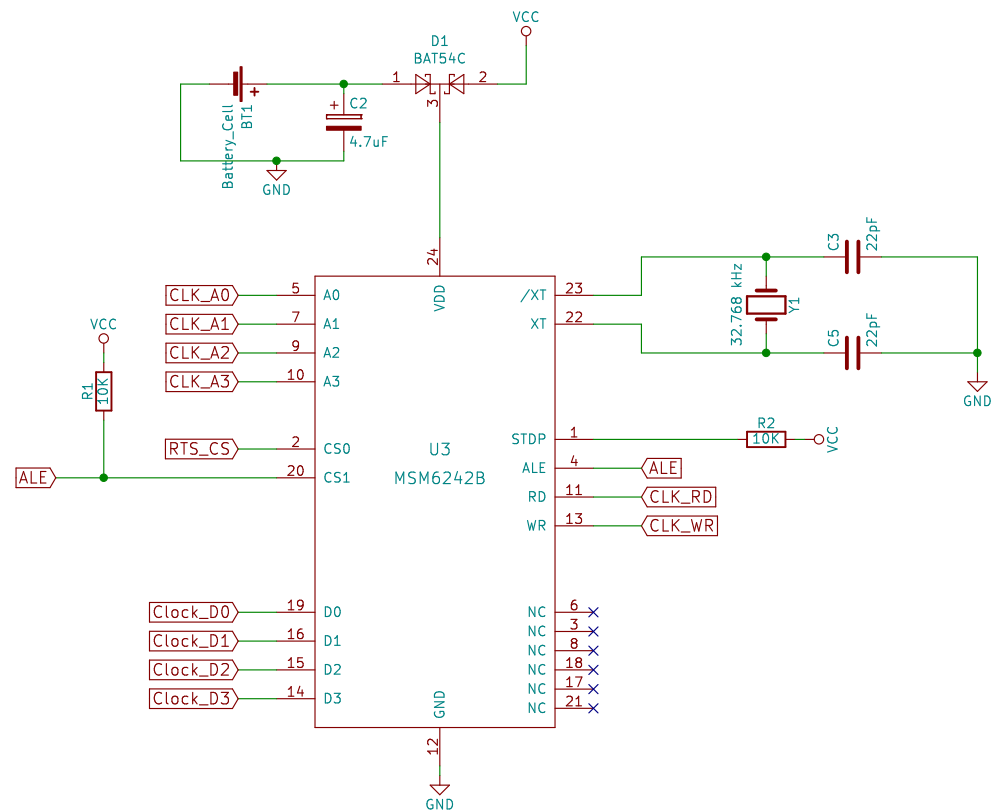 VCC
D1
BAT54C
1
2
3
+
BT1
Battery_Cell
+
C2
4.7uF
GND
24
VDD
C3
22pF
32.768 kHz
Y1
C5
22pF
GND
CLK_A0
5
A0
CLK_A1
7
A1
CLK_A2
9
A2
CLK_A3
10
A3
23
/XT
22
XT
VCC
R1
10K
RTS_CS
2
CS0
ALE
20
CS1
U3
MSM6242B
STDP
1
R2
10K
VCC
ALE
4
ALE
RD
11
CLK_RD
WR
13
CLK_WR
Clock_D0
19
D0
Clock_D1
16
D1
Clock_D2
15
D2
Clock_D3
14
D3
NC
6
NC
3
NC
8
NC
18
NC
17
NC
21
GND
12
GND